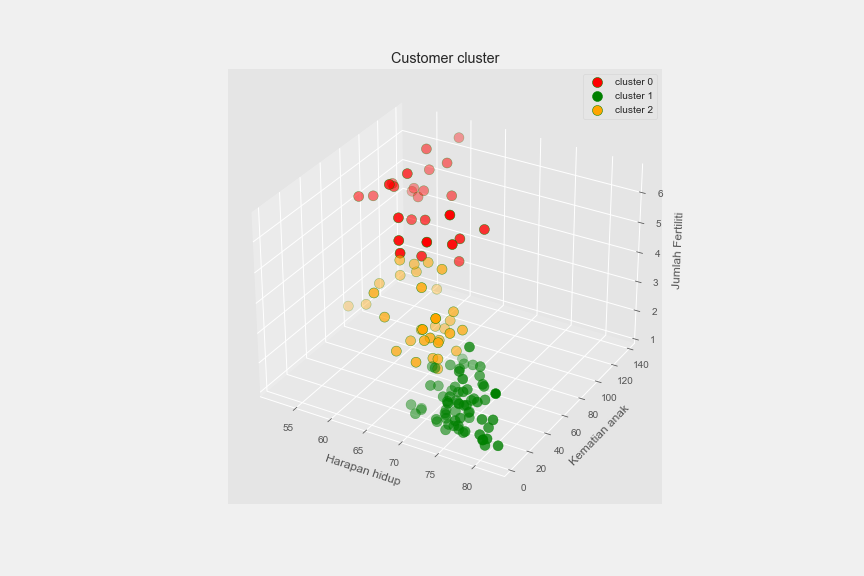 Customer cluster
cluster 0
cluster 1
cluster 2
6
5
4
3
2
1
Jumlah Fertiliti
140
120
100
80
60
40
20
0
Kematian anak
55
60
65
70
75
80
Harapan hidup